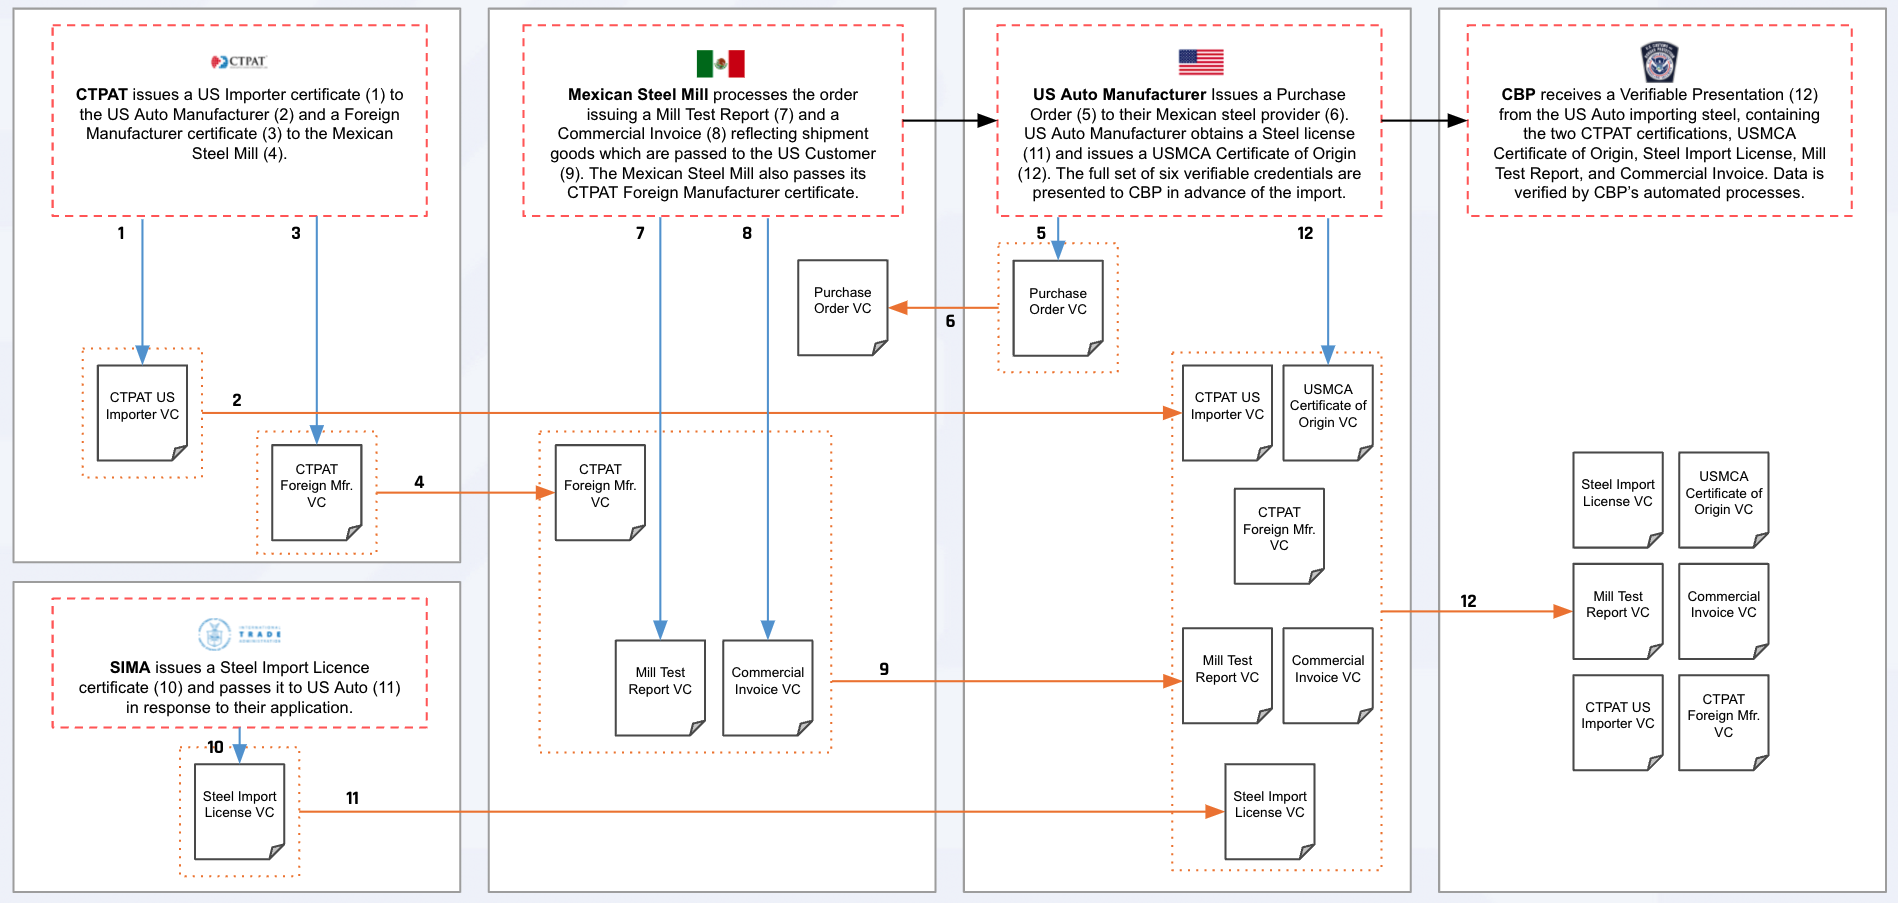 CTPAT
CTPAT issues a US Importer certificate (1) to
the US Auto Manufacturer (2) and a Foreign
Manufacturer certificate (3) to the Mexican
Steel Mill (4).
1
3
CTPAT US
Importer VC
2
CTPAT
Foreign Mfr.
VC
4
INTERNATIONAL
TRADE
ADMINISTRATION
SIMA issues a Steel Import Licence
certificate (10) and passes it to US Auto (11)
in response to their application.
10
Steel Import
License VC
11
Mexican Steel Mill processes the order
issuing a Mill Test Report (7) and a
Commercial Invoice (8) reflecting shipment
goods which are passed to the US Customer
(9). The Mexican Steel Mill also passes its
CTPAT Foreign Manufacturer certificate.
7
8
Purchase
Order VC
6
CTPAT
Foreign Mfr.
VC
Mill Test
Report VC
Commercial
Invoice VC
9
US Auto Manufacturer Issues a Purchase
Order (5) to their Mexican steel provider (6).
US Auto Manufacturer obtains a Steel license
(11) and issues a USMCA Certificate of Origin
(12). The full set of six verifiable credentials are
presented to CBP in advance of the import.
5
12
Purchase
Order VC
CTPAT US
Importer VC
USMCA
Certificate of
Origin VC
CTPAT
Foreign Mfr.
VC
Mill Test
Report VC
Commercial
Invoice VC
Steel Import
License VC
CBP receives a Verifiable Presentation (12)
from the US Auto importing steel, containing
the two CTPAT certifications, USMCA
Certificate of Origin, Steel Import License, Mill
Test Report, and Commercial Invoice. Data is
verified by CBP's automated processes.
12
Steel Import
License VC
USMCA
Certificate of
Origin VC
Mill Test
Report VC
Commercial
Invoice VC
CTPAT US
Importer VC
CTPAT
Foreign Mfr.
VC